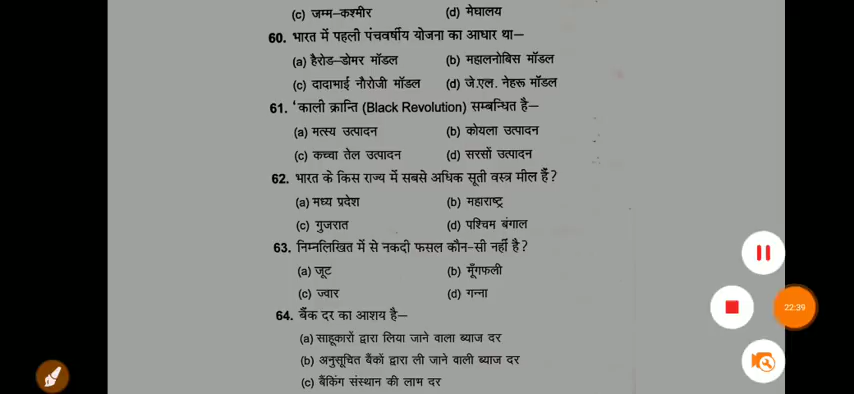 (c) जम्म-कश्मीर (d) मेघालय
60. भारत में पहली पंचवर्षीय योजना का आधार था—
(a) हैरोड-डोमर मॉडल (b) महालनोबिस मॉडल
(c) दादाभाई नौरोजी मॉडल (d) जे.एल. नेहरू मॉडल
61. 'काली क्रान्ति (Black Revolution) सम्बन्धित है—
(a) मत्स्य उत्पादन (b) कोयला उत्पादन
(c) कच्चा तेल उत्पादन (d) सरसों उत्पादन
62. भारत के किस राज्य में सबसे अधिक सूती वस्त्र मील हैं?
(a) मध्य प्रदेश (b) महाराष्ट्र
(c) गुजरात (d) पश्चिम बंगाल
63. निम्नलिखित में से नकदी फसल कौन-सी नहीं है?
(a) जूट (b) मूँगफली
(c) ज्वार (d) गन्ना
64. बैंक दर का आशय है—
(a) साहूकारों द्वारा लिया जाने वाला ब्याज दर
(b) अनुसूचित बैंकों द्वारा ली जाने वाली ब्याज दर
(c) बैंकिंग संस्थान की लाभ दर
22:39